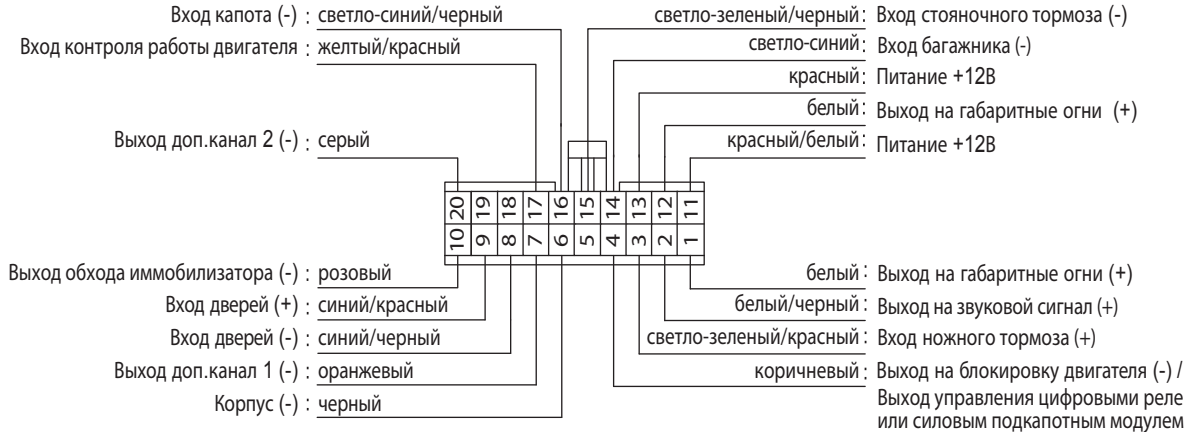 Вход капота (-) : светло-синий/черный
Вход контроля работы двигателя : желтый/красный
Выход доп.канал 2 (-) : серый
светло-зеленый/черный : Вход стояночного тормоза (-)
светло-синий : Вход багажника (-)
красный : Питание +12В
белый : Выход на габаритные огни (+)
красный/белый : Питание +12В
20 19 18 17 16 15 14 13 12 11
10 9 8 7 6 5 4 3 2 1
Выход обхода иммобилизатора (-) : розовый
Вход дверей (+) : синий/красный
Вход дверей (-) : синий/черный
Выход доп.канал 1 (-) : оранжевый
Корпус (-) : черный
белый : Выход на габаритные огни (+)
белый/черный : Выход на звуковой сигнал (+)
светло-зеленый/красный : Вход ножного тормоза (+)
коричневый : Выход на блокировку двигателя (-) /
Выход управления цифровыми реле
или силовым подкапотным модулем